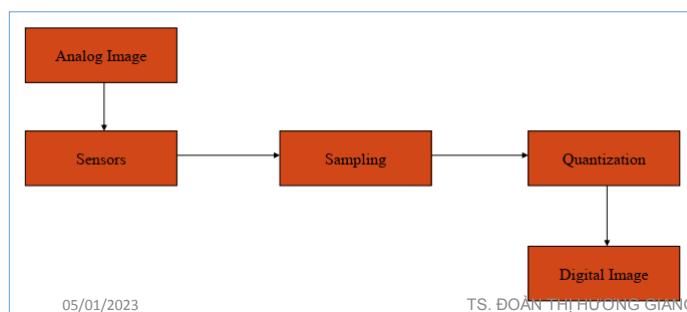 Analog Image
Sensors
Sampling
Quantization
Digital Image
05/01/2023
TS. ĐOÀN THỊ HƯƠNG GIANG